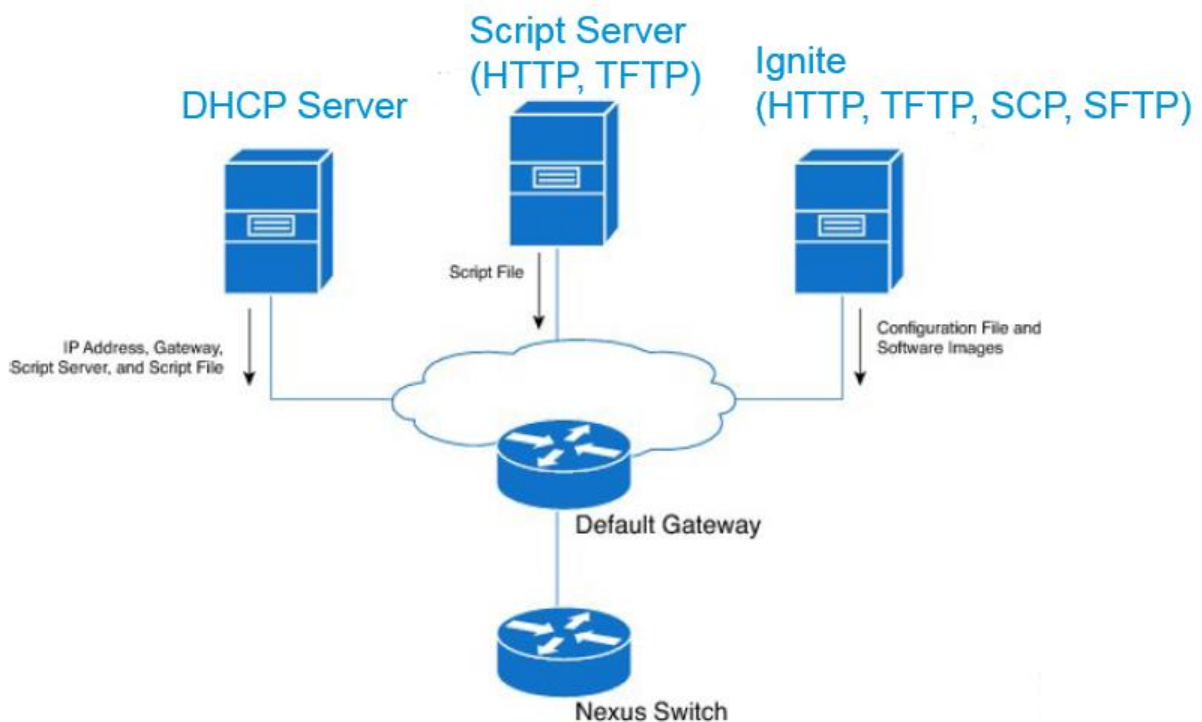 Script Server
(HTTP, TFTP)
Ignite
(HTTP, TFTP, SCP, SFTP)
DHCP Server
Script File
IP Address, Gateway,
Script Server, and Script File
Configuration File and
Software Images
Default Gateway
Nexus Switch